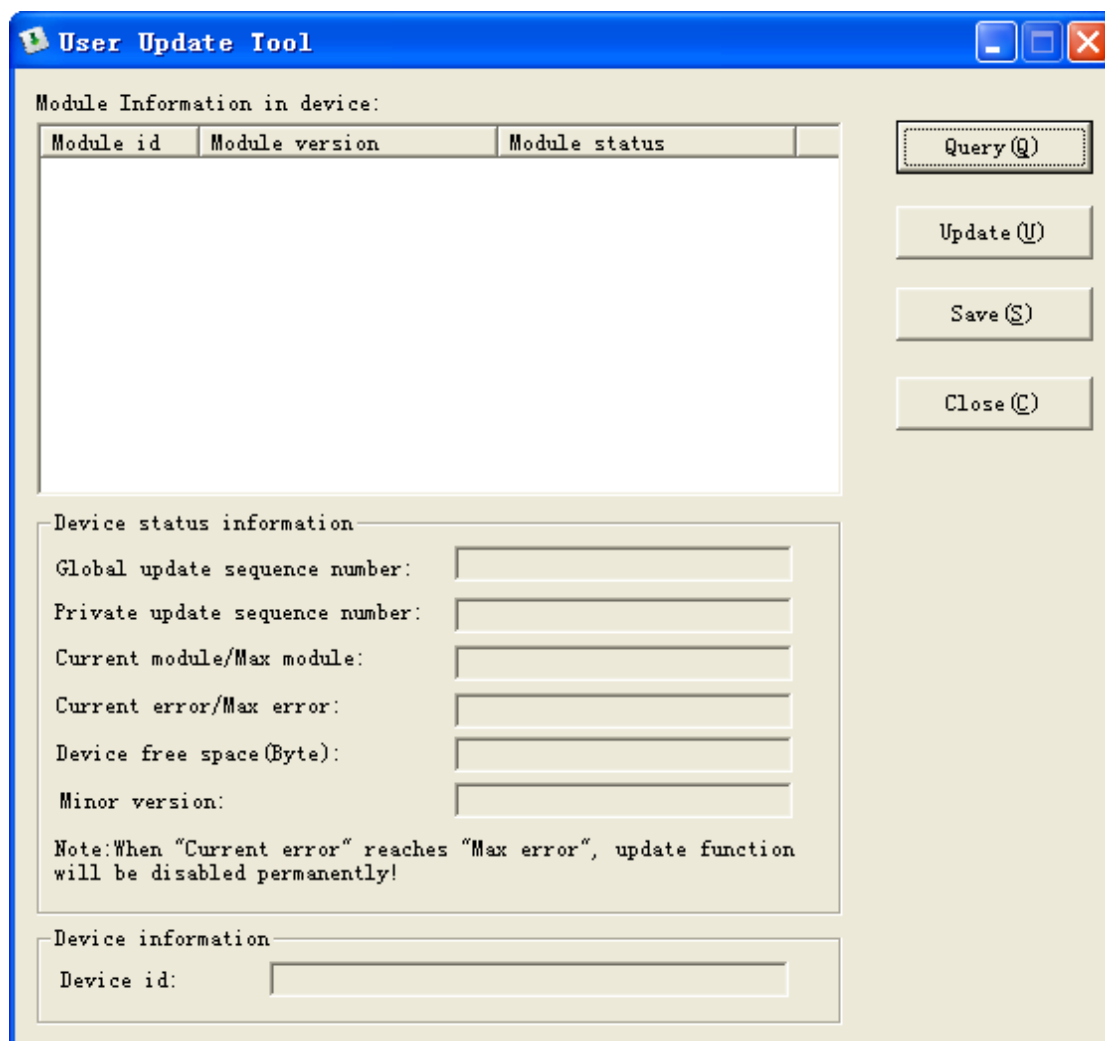 User Update Tool
Module Information in device:
Module id Module version Module status
Query(Q)
Update(U)
Save(S)
Close(C)
Device status information
Global update sequence number:
Private update sequence number:
Current module/Max module:
Current error/Max error:
Device free space(Byte):
Minor version:
Note:When "Current error" reaches "Max error", update function
will be disabled permanently!
Device information
Device id: